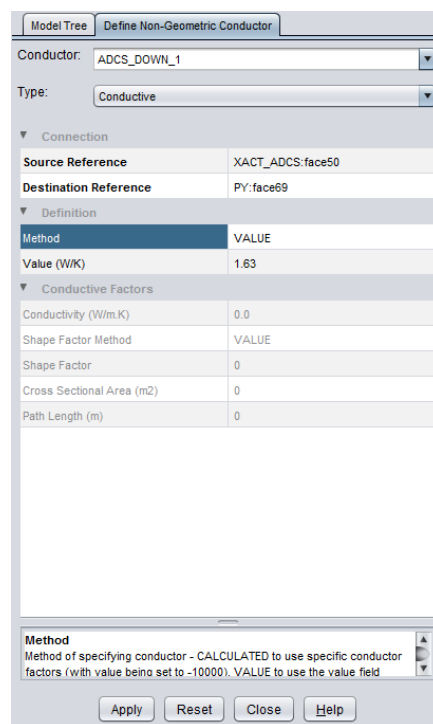 Model Tree Define Non-Geometric Conductor
Conductor: ADCS_DOWN_1
Type: Conductive
Connection
Source Reference XACT_ADCS:face50
Destination Reference PY:face69
Definition
Method VALUE
Value (W/K) 1.63
Conductive Factors
Conductivity (W/m.K) 0.0
Shape Factor Method VALUE
Shape Factor 0
Cross Sectional Area (m2) 0
Path Length (m) 0
Method
Method of specifying conductor - CALCULATED to use specific conductor
factors (with value being set to -10000). VALUE to use the value field
Apply Reset Close Help